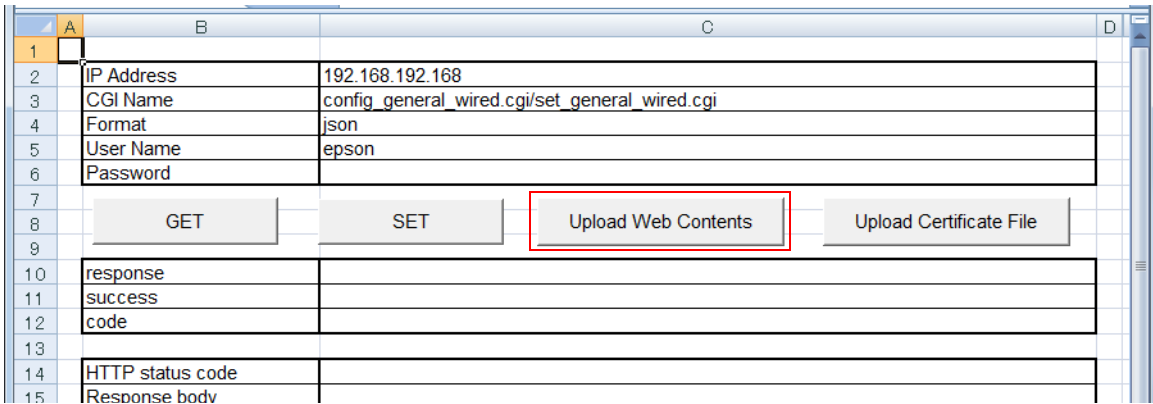 A B C D
1
2 IP Address 192.168.192.168
3 CGI Name config_general_wired.cgi/set_general_wired.cgi
4 Format json
5 User Name epson
6 Password
7
8 GET SET Upload Web Contents Upload Certificate File
9
10 response
11 success
12 code
13
14 HTTP status code
15 Response body